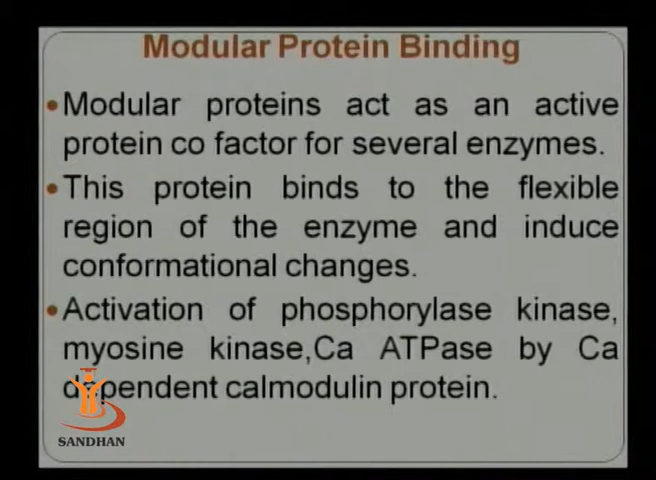 Modular Protein Binding
•Modular proteins act as an active
protein co factor for several enzymes.
•This protein binds to the flexible
region of the enzyme and induce
conformational changes.
•Activation of phosphorylase kinase,
myosine kinase,Ca ATPase by Ca
dependent calmodulin protein.
SANDHAN